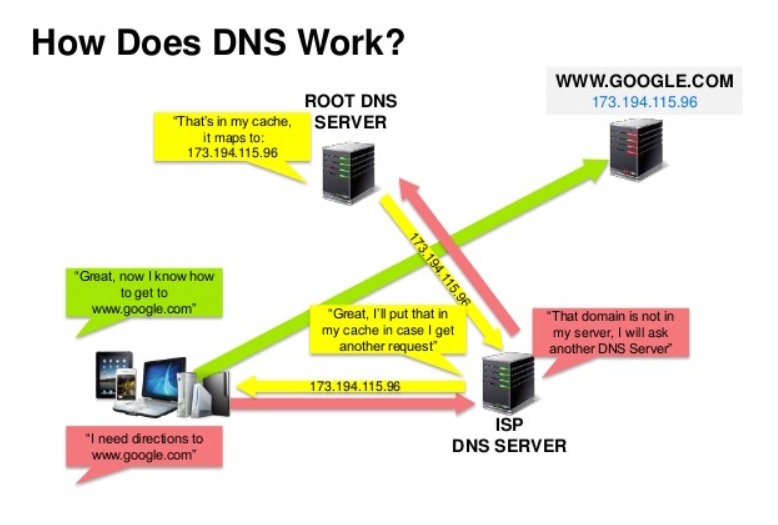 How Does DNS Work?
WWW.GOOGLE.COM
173.194.115.96
ROOT DNS
SERVER
“That's in my cache,
it maps to:
173.194.115.96
173.194.115.96
“Great, now I know how
to get to
www.google.com”
“Great, I'll put that in
my cache in case I get
another request”
“That domain is not in
my server, I will ask
another DNS Server”
173.194.115.96
ISP
DNS SERVER
“I need directions to
www.google.com”